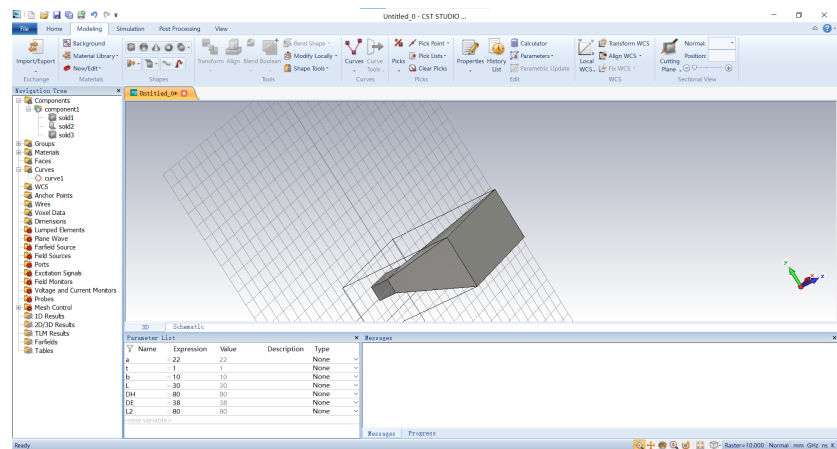 Untitled_0 - CST STUDIO ...
File Home Modeling Simulation Post Processing View
Import/Export
Background
Material Library
New/Edit
Exchange Materials Shapes
Transform Align Blend Boolean
Bend Shape
Modify Locally
Shape Tools
Tools
Curves Curve Tools
Curves
Picks
Pick Point
Pick Lists
Clear Picks
Picks
Properties History List
Calculator
Parameters
Parametric Update
Edit
Local WCS
Transform WCS
Align WCS
Fix WCS
WCS
Cutting Plane
Normal:
Position:
Sectional View
Navigation Tree
Untitled_0*
Components
component1
solid1
solid2
solid3
Groups
Materials
Faces
Curves
curve1
WCS
Anchor Points
Wires
Voxel Data
Dimensions
Lumped Elements
Plane Wave
Farfield Source
Field Sources
Ports
Excitation Signals
Field Monitors
Voltage and Current Monitors
Probes
Mesh Control
1D Results
2D/3D Results
TLM Results
Farfields
Tables
y
x
z
3D Schematic
Parameter List
Name Expression Value Description Type
a = 22 22 None
t = 1 1 None
b = 10 10 None
L = 30 30 None
DH = 80 80 None
DE = 38 38 None
L2 = 80 80 None
<new variable>
Messages
Messages Progress
Ready
Raster=10.000 Normal mm GHz ns K